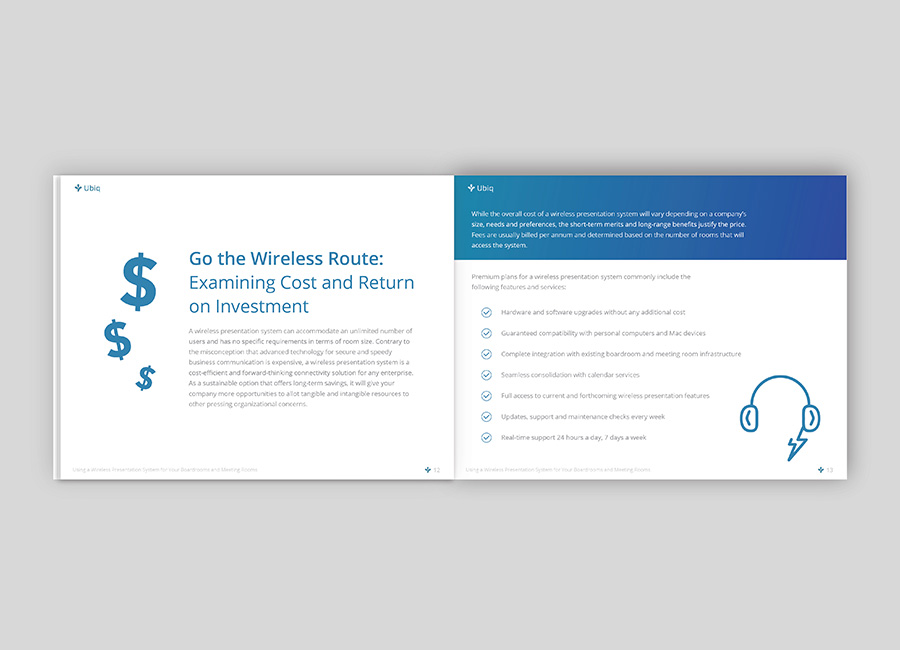 Ubiq
$
$
$
Go the Wireless Route:
Examining Cost and Return
on Investment
A wireless presentation system can accommodate an unlimited number of
users and has no specific requirements in terms of room size. Contrary to
the misconception that advanced technology for secure and speedy
business communication is expensive, a wireless presentation system is a
cost-efficient and forward-thinking connectivity solution for any enterprise.
As a sustainable option that offers long-term savings, it will give your
company more opportunities to allot tangible and intangible resources to
other pressing organizational concerns.
Using a Wireless Presentation System for Your Boardrooms and Meeting Rooms
12
Ubiq
While the overall cost of a wireless presentation system will vary depending on a company's
size, needs and preferences, the short-term merits and long-range benefits justify the price.
Fees are usually billed per annum and determined based on the number of rooms that will
access the system.
Premium plans for a wireless presentation system commonly include the
following features and services:
Hardware and software upgrades without any additional cost
Guaranteed compatibility with personal computers and Mac devices
Complete integration with existing boardroom and meeting room infrastructure
Seamless consolidation with calendar services
Full access to current and forthcoming wireless presentation features
Updates, support and maintenance checks every week
Real-time support 24 hours a day, 7 days a week
Using a Wireless Presentation System for Your Boardrooms and Meeting Rooms
13